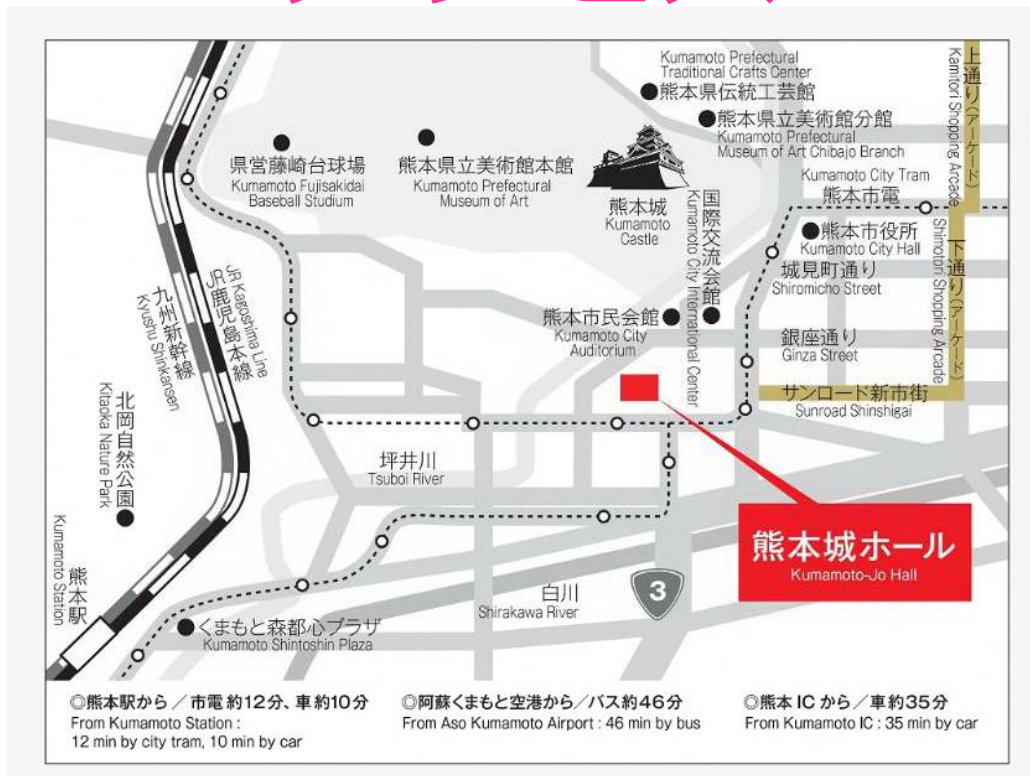 Kumamoto Prefectural
Traditional Crafts Center
熊本県伝統工芸館
熊本県立美術館分館
Kumamoto Prefectural
Museum of Art Chibajo Branch
上通り(アーケード)
Kamitori Shopping Arcade
県営藤崎台球場
Kumamoto Fujisakidai
Baseball Studium
熊本県立美術館本館
Kumamoto Prefectural
Museum of Art
熊本城
Kumamoto
Castle
国際交流会館
Kumamoto City International Center
Kumamoto City Tram
熊本市電
熊本市役所
Kumamoto City Hall
城見町通り
Shiromicho Street
下通り(アーケード)
Shimotori Shopping Arcade
JR Kagoshima Line
JR鹿児島本線
九州新幹線
Kyushu Shinkansen
熊本市民会館
Kumamoto City
Auditorium
銀座通り
Ginza Street
サンロード新市街
Sunroad Shinshigai
北岡自然公園
Kitaoka Nature Park
坪井川
Tsuboi River
熊本城ホール
Kumamoto-Jo Hall
熊本駅
Kumamoto Station
白川
Shirakawa River
3
くまもと森都心プラザ
Kumamoto Shintoshin Plaza
◎熊本駅から/市電約12分、車約10分
From Kumamoto Station :
12 min by city tram, 10 min by car
◎阿蘇くまもと空港から/バス約46分
From Aso Kumamoto Airport : 46 min by bus
◎熊本 IC から/車約35分
From Kumamoto IC : 35 min by car